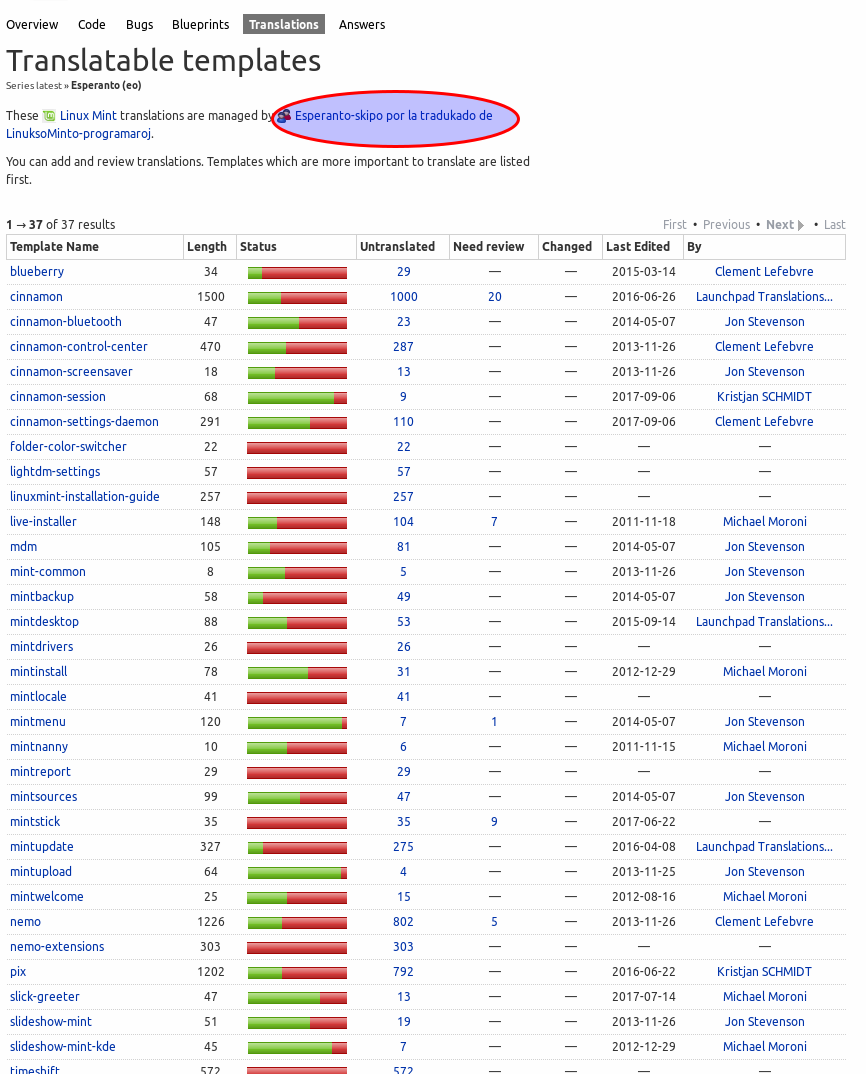 Overview Code Bugs Blueprints Translations Answers
Translatable templates
Series latest » Esperanto (eo)
These Linux Mint translations are managed by Esperanto-skipo por la tradukado de
LinuksoMinto-programaroj.
You can add and review translations. Templates which are more important to translate are listed
first.
1 → 37 of 37 results First • Previous • Next • Last
Template Name Length Status Untranslated Need review Changed Last Edited By
blueberry 34 29 — — 2015-03-14 Clement Lefebvre
cinnamon 1500 1000 20 — 2016-06-26 Launchpad Translations...
cinnamon-bluetooth 47 23 — — 2014-05-07 Jon Stevenson
cinnamon-control-center 470 287 — — 2013-11-26 Clement Lefebvre
cinnamon-screensaver 18 13 — — 2013-11-26 Jon Stevenson
cinnamon-session 68 9 — — 2017-09-06 Kristjan SCHMIDT
cinnamon-settings-daemon 291 110 — — 2017-09-06 Clement Lefebvre
folder-color-switcher 22 22 — — — —
lightdm-settings 57 57 — — — —
linuxmint-installation-guide 257 257 — — — —
live-installer 148 104 7 — 2011-11-18 Michael Moroni
mdm 105 81 — — 2014-05-07 Jon Stevenson
mint-common 8 5 — — 2013-11-26 Jon Stevenson
mintbackup 58 49 — — 2014-05-07 Jon Stevenson
mintdesktop 88 53 — — 2015-09-14 Launchpad Translations...
mintdrivers 26 26 — — — —
mintinstall 78 31 — — 2012-12-29 Michael Moroni
mintlocale 41 41 — — — —
mintmenu 120 7 1 — 2014-05-07 Jon Stevenson
mintnanny 10 6 — — 2011-11-15 Michael Moroni
mintreport 29 29 — — — —
mintsources 99 47 — — 2014-05-07 Jon Stevenson
mintstick 35 35 9 — 2017-06-22 —
mintupdate 327 275 — — 2016-04-08 Launchpad Translations...
mintupload 64 4 — — 2013-11-25 Jon Stevenson
mintwelcome 25 15 — — 2012-08-16 Michael Moroni
nemo 1226 802 5 — 2013-11-26 Clement Lefebvre
nemo-extensions 303 303 — — — —
pix 1202 792 — — 2016-06-22 Kristjan SCHMIDT
slick-greeter 47 13 — — 2017-07-14 Michael Moroni
slideshow-mint 51 19 — — 2013-11-26 Jon Stevenson
slideshow-mint-kde 45 7 — — 2012-12-29 Michael Moroni
timeshift 572 572 — — — —